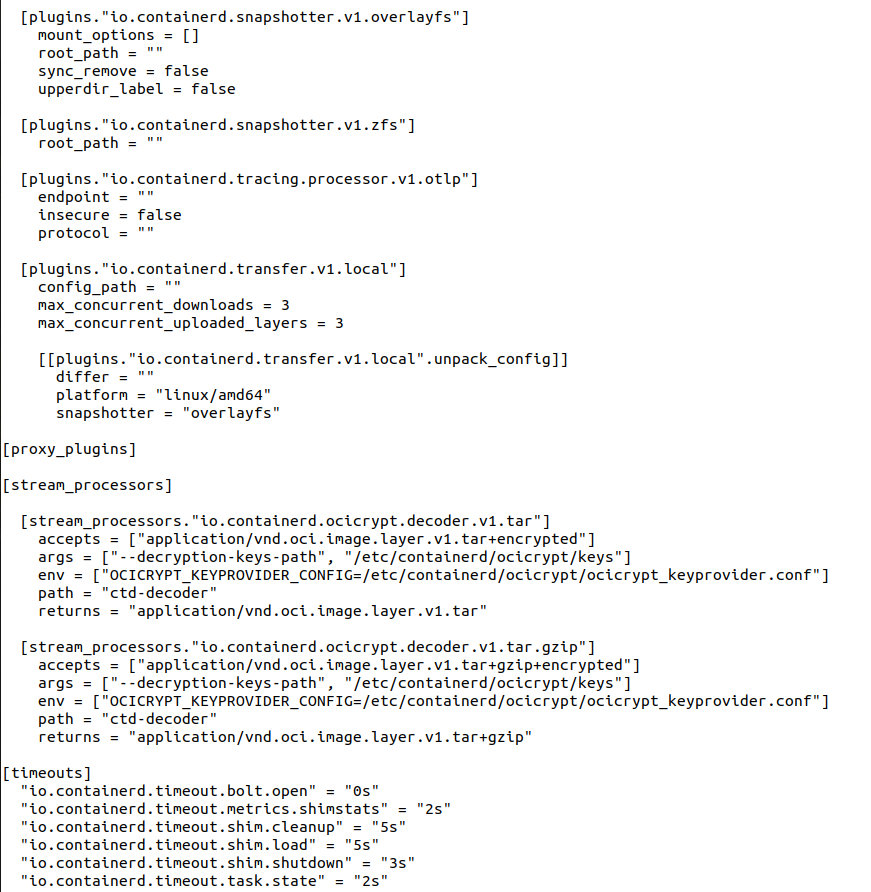 [plugins."io.containerd.snapshotter.v1.overlayfs"]
mount_options = []
root_path = ""
sync_remove = false
upperdir_label = false
[plugins."io.containerd.snapshotter.v1.zfs"]
root_path = ""
[plugins."io.containerd.tracing.processor.v1.otlp"]
endpoint = ""
insecure = false
protocol = ""
[plugins."io.containerd.transfer.v1.local"]
config_path = ""
max_concurrent_downloads = 3
max_concurrent_uploaded_layers = 3
[[plugins."io.containerd.transfer.v1.local".unpack_config]]
differ = ""
platform = "linux/amd64"
snapshotter = "overlayfs"
[proxy_plugins]
[stream_processors]
[stream_processors."io.containerd.ocicrypt.decoder.v1.tar"]
accepts = ["application/vnd.oci.image.layer.v1.tar+encrypted"]
args = ["--decryption-keys-path", "/etc/containerd/ocicrypt/keys"]
env = ["OCICRYPT_KEYPROVIDER_CONFIG=/etc/containerd/ocicrypt/ocicrypt_keyprovider.conf"]
path = "ctd-decoder"
returns = "application/vnd.oci.image.layer.v1.tar"
[stream_processors."io.containerd.ocicrypt.decoder.v1.tar.gzip"]
accepts = ["application/vnd.oci.image.layer.v1.tar+gzip+encrypted"]
args = ["--decryption-keys-path", "/etc/containerd/ocicrypt/keys"]
env = ["OCICRYPT_KEYPROVIDER_CONFIG=/etc/containerd/ocicrypt/ocicrypt_keyprovider.conf"]
path = "ctd-decoder"
returns = "application/vnd.oci.image.layer.v1.tar+gzip"
[timeouts]
"io.containerd.timeout.bolt.open" = "0s"
"io.containerd.timeout.metrics.shimstats" = "2s"
"io.containerd.timeout.shim.cleanup" = "5s"
"io.containerd.timeout.shim.load" = "5s"
"io.containerd.timeout.shim.shutdown" = "3s"
"io.containerd.timeout.task.state" = "2s"